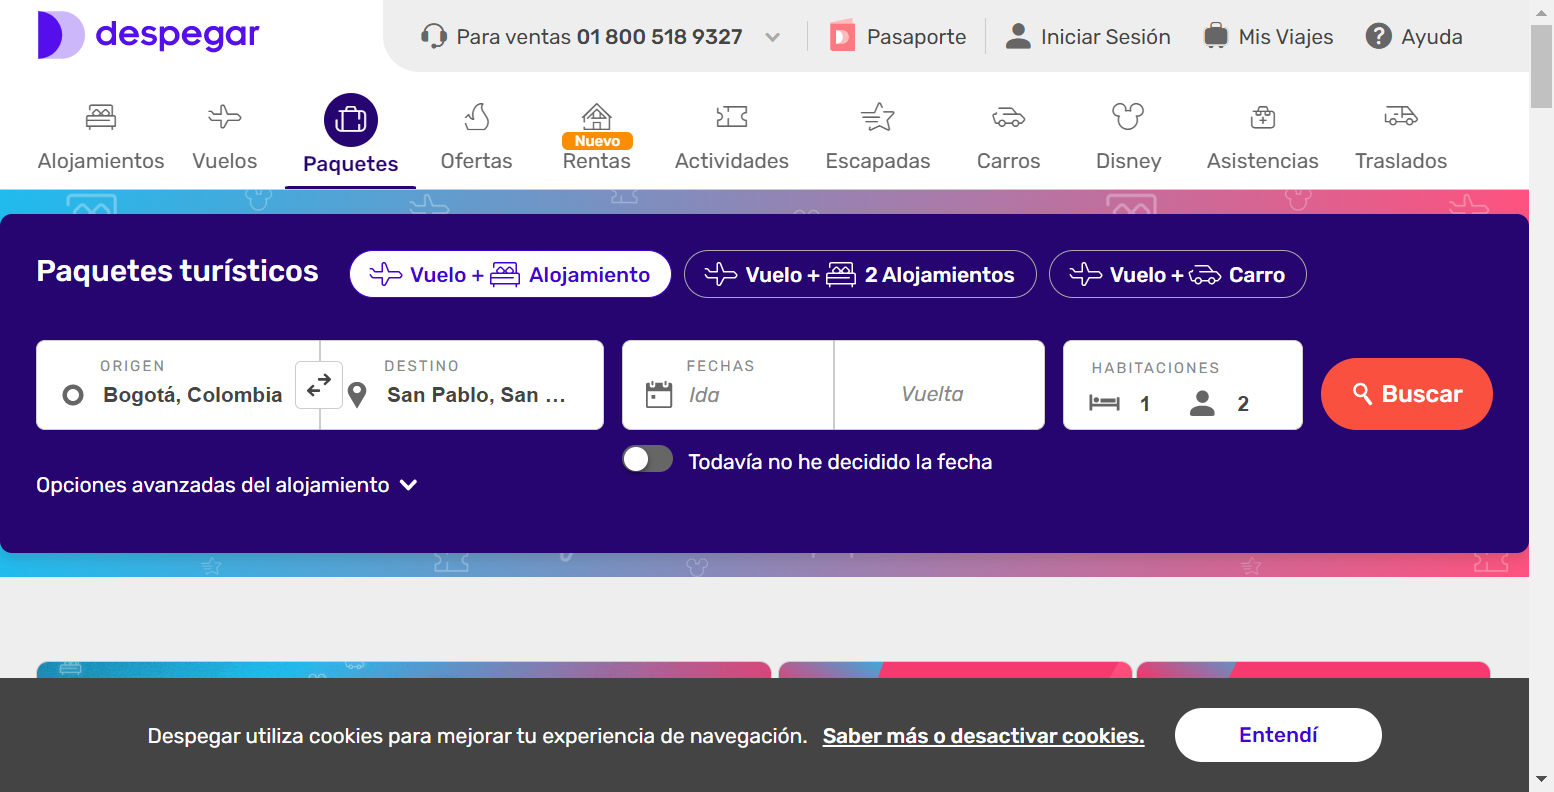 despegar
Para ventas 01 800 518 9327
Pasaporte
Iniciar Sesión
Mis Viajes
Ayuda
Alojamientos
Vuelos
Paquetes
Ofertas
Nuevo
Rentas
Actividades
Escapadas
Carros
Disney
Asistencias
Traslados
Paquetes turísticos
Vuelo + Alojamiento
Vuelo + 2 Alojamientos
Vuelo + Carro
ORIGEN
Bogotá, Colombia
DESTINO
San Pablo, San ...
FECHAS
Ida
Vuelta
HABITACIONES
1
2
Buscar
Todavía no he decidido la fecha
Opciones avanzadas del alojamiento
Despegar utiliza cookies para mejorar tu experiencia de navegación. Saber más o desactivar cookies.
Entendí